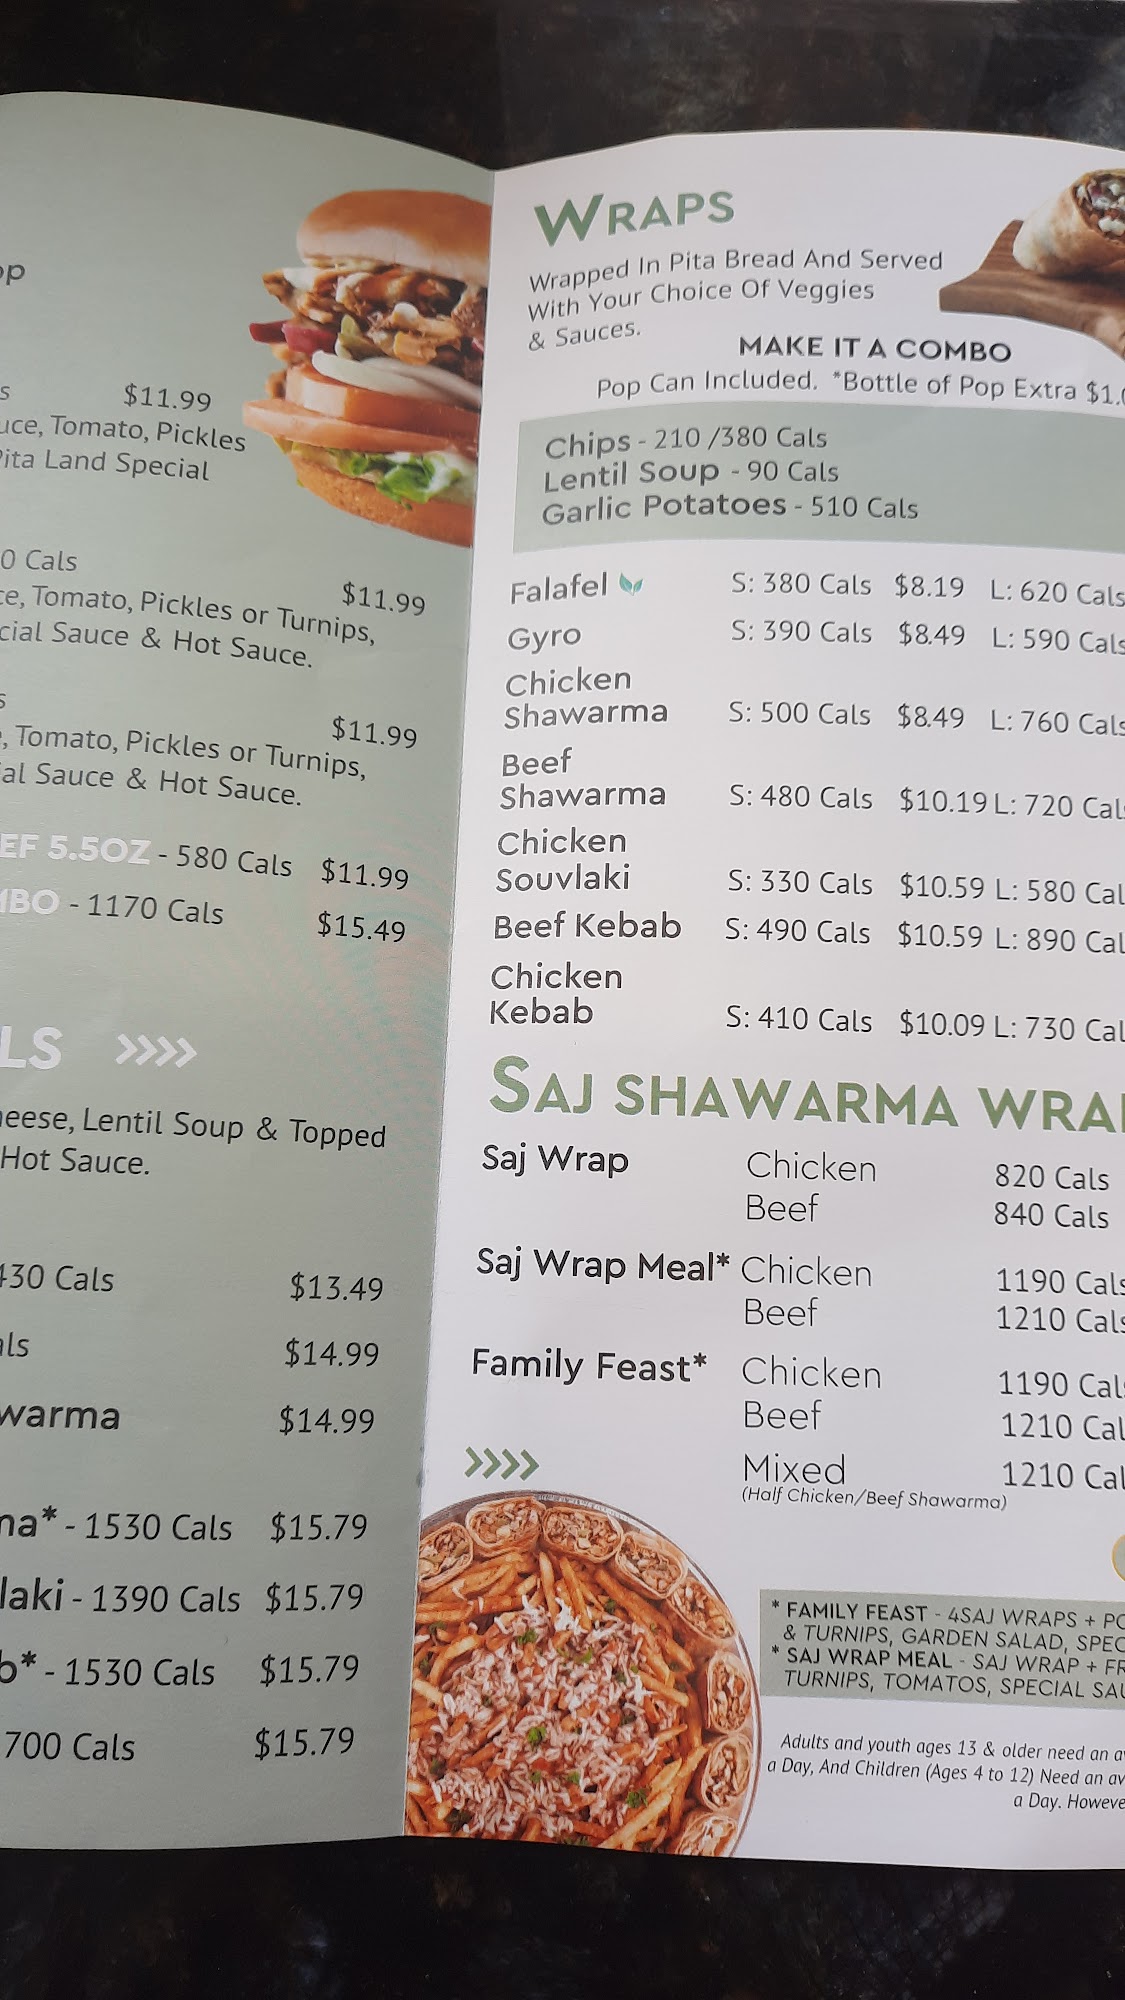 $11.99
Tomato, Pickles
Land Special
Cals
$11.99
Tomato, Pickles or Turnips,
Sauce & Hot Sauce.
$11.99
Tomato, Pickles or Turnips,
Sauce & Hot Sauce.
5.5OZ - 580 Cals $11.99
- 1170 Cals $15.49
>>>>
Lentil Soup & Topped
Hot Sauce.
Cals $13.49
$14.99
$14.99
- 1530 Cals $15.79
- 1390 Cals $15.79
- 1530 Cals $15.79
700 Cals $15.79
WRAPS
Wrapped In Pita Bread And Served
With Your Choice Of Veggies
& Sauces.
MAKE IT A COMBO
Pop Can Included. *Bottle of Pop Extra
Chips - 210 /380 Cals
Lentil Soup - 90 Cals
Garlic Potatoes - 510 Cals
Falafel S: 380 Cals $8.19 L: 620 Cals
Gyro S: 390 Cals $8.49 L: 590 Cals
Chicken
Shawarma S: 500 Cals $8.49 L: 760 Cals
Beef
Shawarma S: 480 Cals $10.19 L: 720
Chicken
Souvlaki S: 330 Cals $10.59 L: 580
Beef Kebab S: 490 Cals $10.59 L: 890
Chicken
Kebab S: 410 Cals $10.09 L: 730
SAJ SHAWARMA
Saj Wrap Chicken 820 Cals
Beef 840 Cals
Saj Wrap Meal* Chicken 1190 Cals
Beef 1210 Cals
Family Feast* Chicken 1190
Beef 1210
>>>> Mixed 1210
(Half Chicken/Beef Shawarma)
* FAMILY FEAST - 4SAJ WRAPS +
& TURNIPS, GARDEN SALAD,
* SAJ WRAP MEAL - SAJ WRAP +
TURNIPS, TOMATOS, SPECIAL
Adults and youth ages 13 & older need an
a Day, And Children (Ages 4 to 12) Need an
a Day.